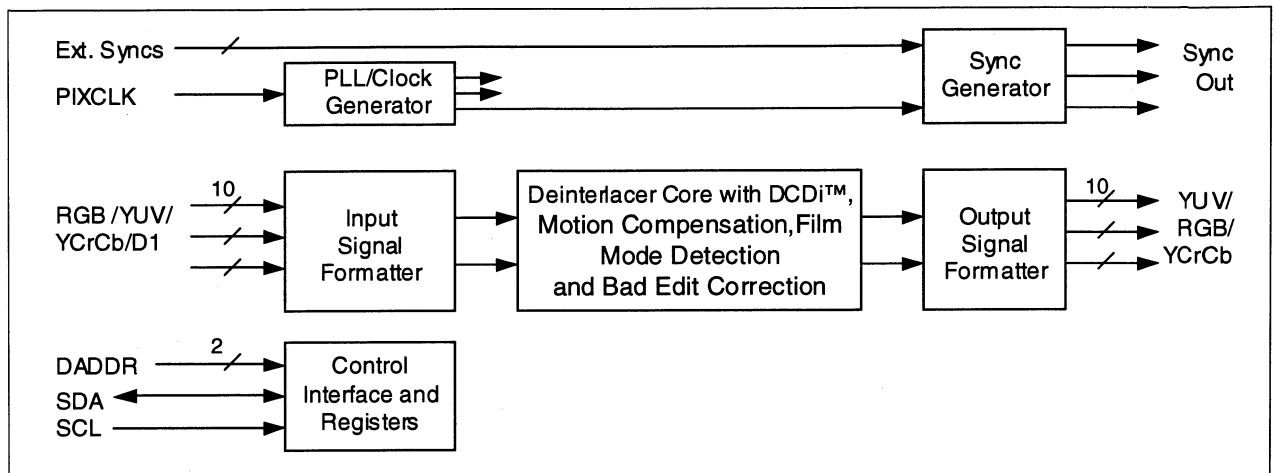 Ext. Syncs
PIXCLK
PLL/Clock
Generator
Sync
Generator
Sync
Out
10
RGB /YUV/
YCrCb/D1
Input
Signal
Formatter
Deinterlacer Core with DCDi™,
Motion Compensation,Film
Mode Detection
and Bad Edit Correction
Output
Signal
Formatter
10
YUV/
RGB/
YCrCb
2
DADDR
SDA
SCL
Control
Interface and
Registers